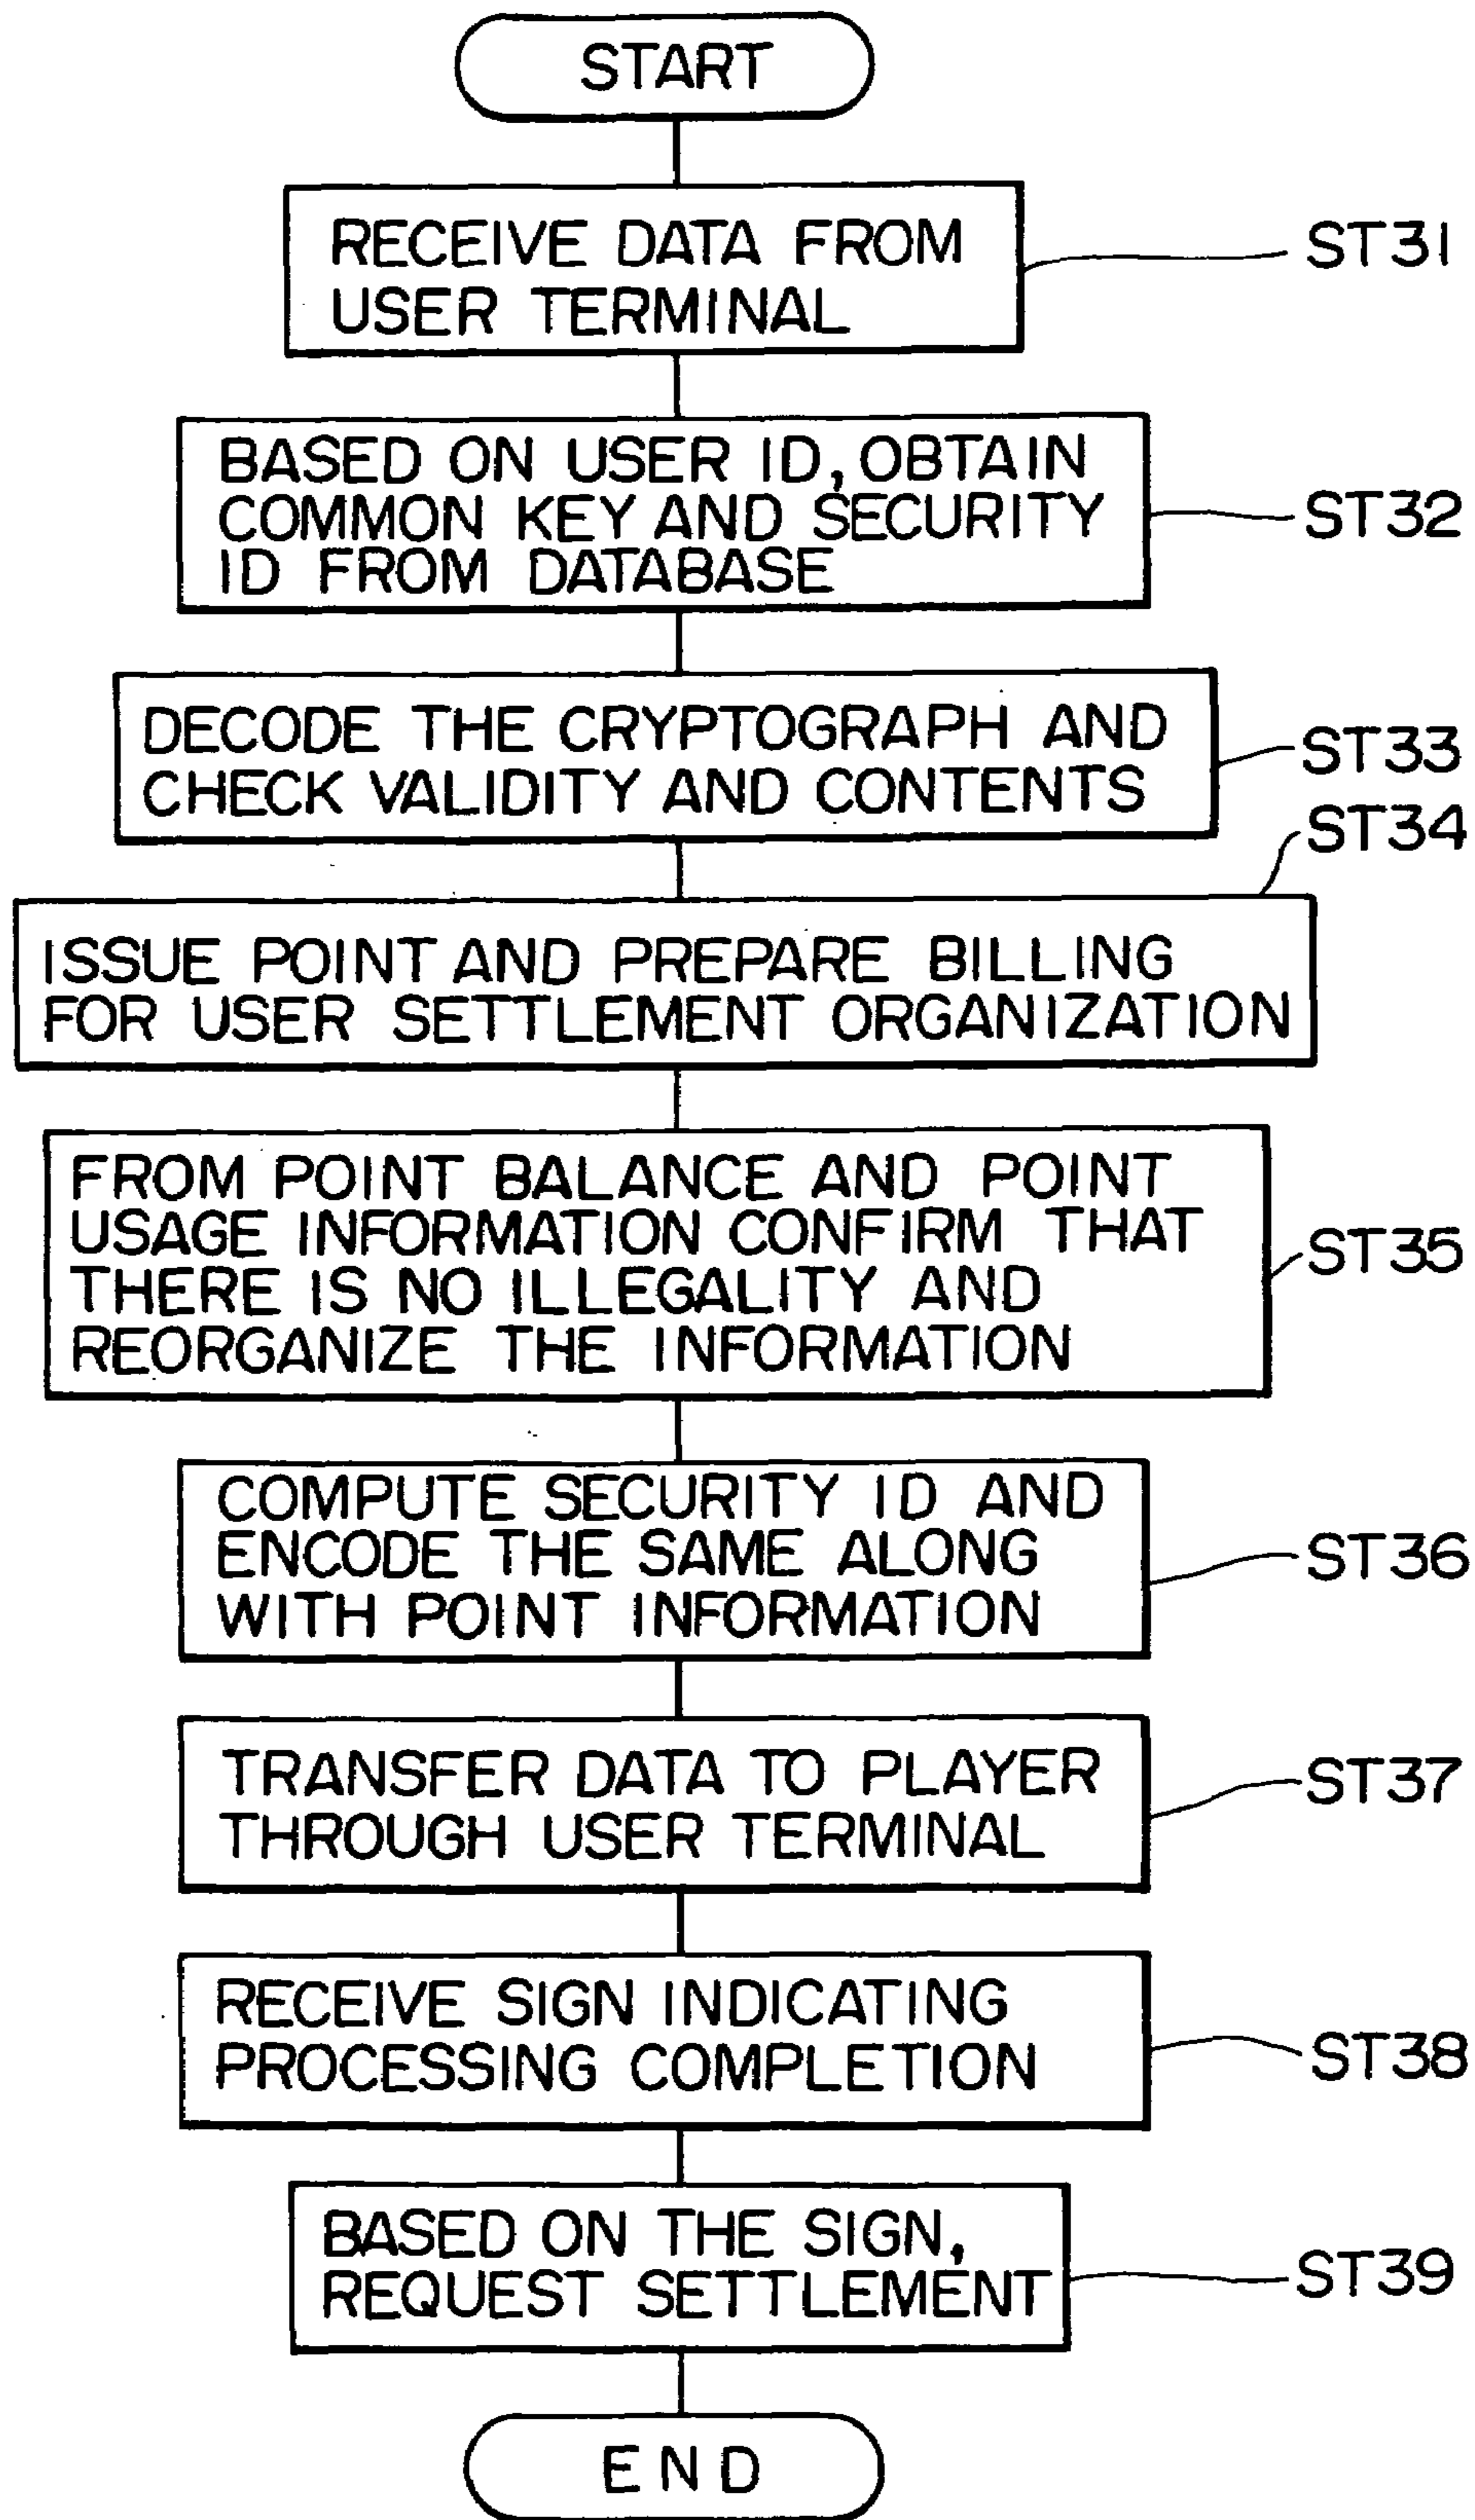 START
RECEIVE DATA FROM
USER TERMINAL
ST31
BASED ON USER ID, OBTAIN
COMMON KEY AND SECURITY
ID FROM DATABASE
ST32
DECODE THE CRYPTOGRAPH AND
CHECK VALIDITY AND CONTENTS
ST33
ST34
ISSUE POINT AND PREPARE BILLING
FOR USER SETTLEMENT ORGANIZATION
FROM POINT BALANCE AND POINT
USAGE INFORMATION CONFIRM THAT
THERE IS NO ILLEGALITY AND
REORGANIZE THE INFORMATION
ST35
COMPUTE SECURITY ID AND
ENCODE THE SAME ALONG
WITH POINT INFORMATION
ST36
TRANSFER DATA TO PLAYER
THROUGH USER TERMINAL
ST37
RECEIVE SIGN INDICATING
PROCESSING COMPLETION
ST38
BASED ON THE SIGN,
REQUEST SETTLEMENT
ST39
END